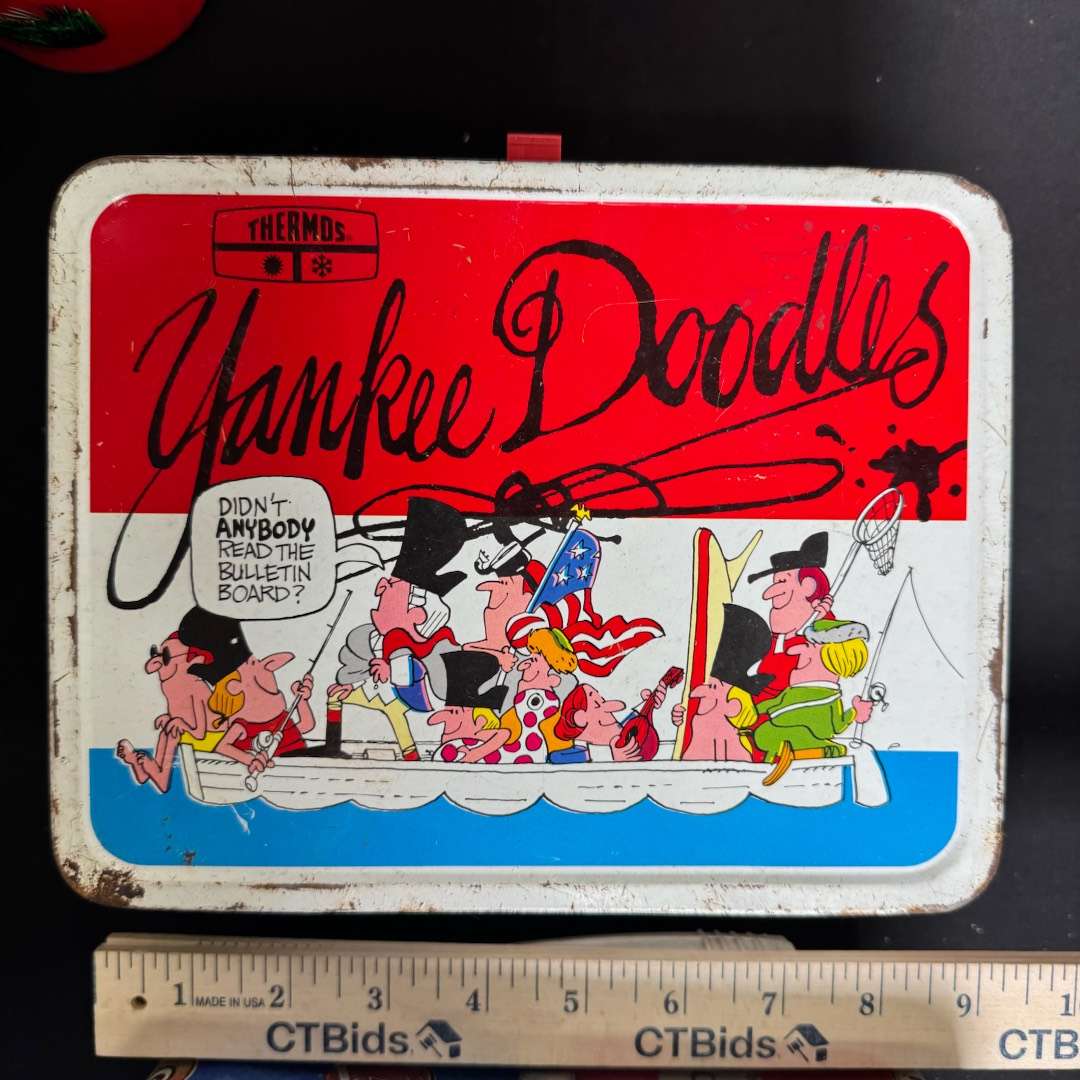 THERMOS
Yankee Doodles
DIDN'T
ANYBODY
READ THE
BULLETIN
BOARD?
1 MADE IN USA 2 3 4 5 6 7 8 9 1
CTBids CTBids CTB